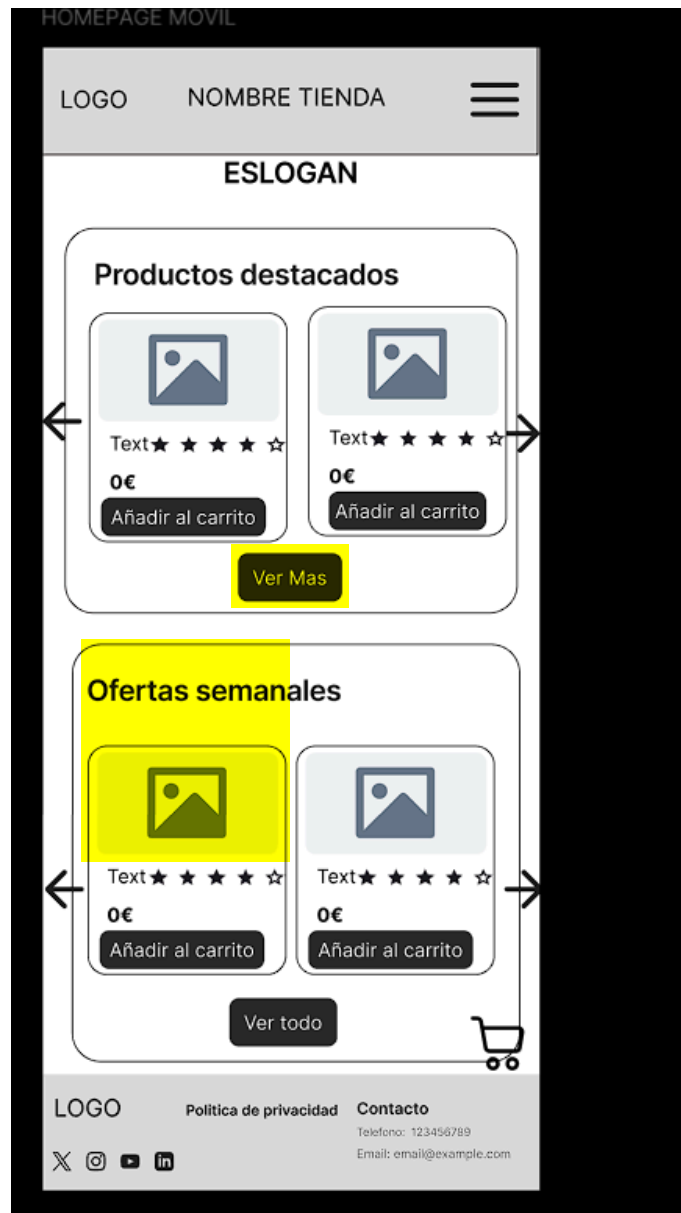 HOMEPAGE MOVIL
LOGO NOMBRE TIENDA
ESLOGAN
Productos destacados
Text Text
0€ 0€
Añadir al carrito Añadir al carrito
Ver Mas
Ofertas semanales
Text Text
0€ 0€
Añadir al carrito Añadir al carrito
Ver todo
LOGO Politica de privacidad Contacto
Telefono: 123456789
Email: email@example.com